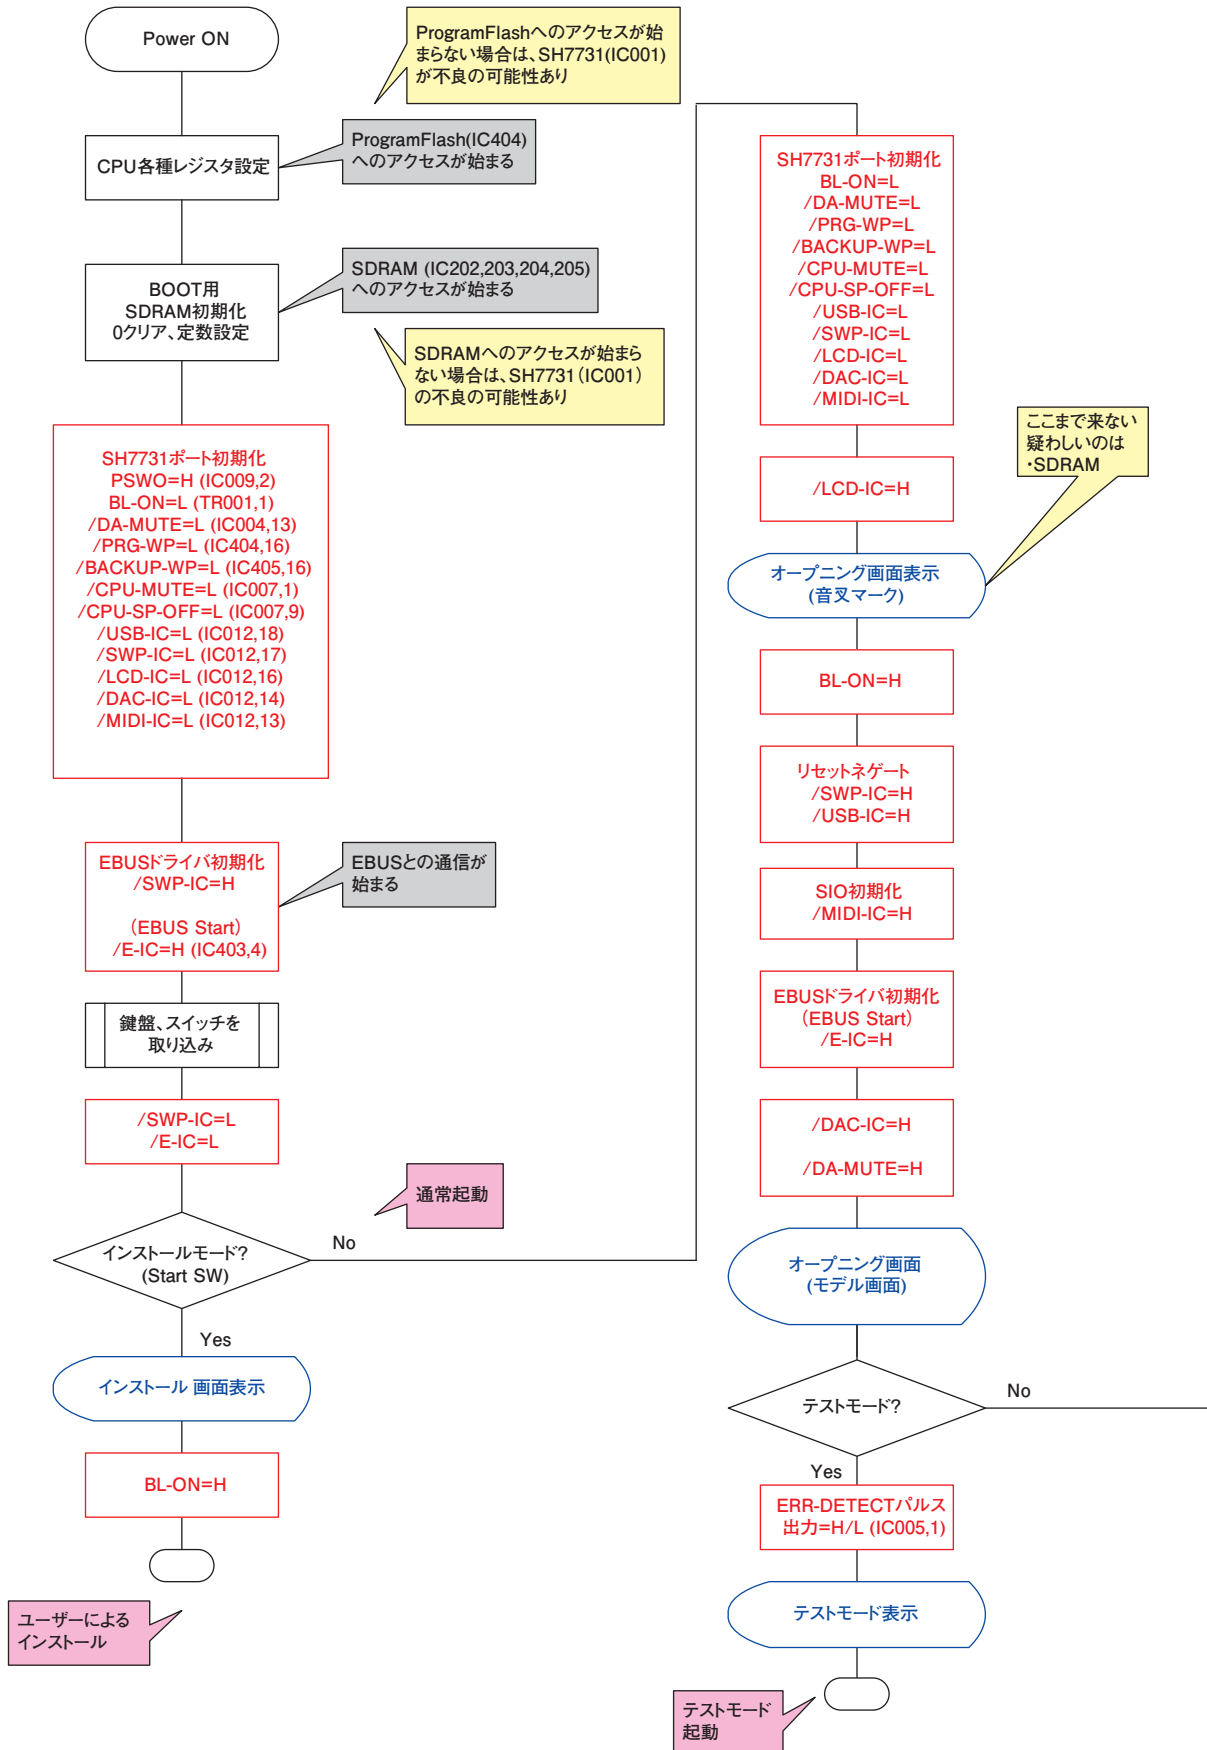 Power ON
ProgramFlashへのアクセスが始
まらない場合は、SH7731(IC001)
が不良の可能性あり
CPU各種レジスタ設定
ProgramFlash(IC404)
へのアクセスが始まる
BOOT用
SDRAM初期化
0クリア、定数設定
SDRAM (IC202,203,204,205)
へのアクセスが始まる
SDRAMへのアクセスが始まら
ない場合は、SH7731（IC001）
の不良の可能性あり
SH7731ポート初期化
PSWO=H (IC009,2)
BL-ON=L (TR001,1)
/DA-MUTE=L (IC004,13)
/PRG-WP=L (IC404,16)
/BACKUP-WP=L (IC405,16)
/CPU-MUTE=L (IC007,1)
/CPU-SP-OFF=L (IC007,9)
/USB-IC=L (IC012,18)
/SWP-IC=L (IC012,17)
/LCD-IC=L (IC012,16)
/DAC-IC=L (IC012,14)
/MIDI-IC=L (IC012,13)
EBUSドライバ初期化
/SWP-IC=H
（EBUS Start）
/E-IC=H (IC403,4)
EBUSとの通信が
始まる
鍵盤、スイッチを
取り込み
/SWP-IC=L
/E-IC=L
通常起動
インストールモード?
(Start SW)
No
Yes
インストール 画面表示
BL-ON=H
ユーザーによる
インストール
SH7731ポート初期化
BL-ON=L
/DA-MUTE=L
/PRG-WP=L
/BACKUP-WP=L
/CPU-MUTE=L
/CPU-SP-OFF=L
/USB-IC=L
/SWP-IC=L
/LCD-IC=L
/DAC-IC=L
/MIDI-IC=L
ここまで来ない
疑わしいのは
・SDRAM
/LCD-IC=H
オープニング画面表示
(音叉マーク)
BL-ON=H
リセットネゲート
/SWP-IC=H
/USB-IC=H
SIO初期化
/MIDI-IC=H
EBUSドライバ初期化
（EBUS Start）
/E-IC=H
/DAC-IC=H
/DA-MUTE=H
オープニング画面
(モデル画面)
テストモード?
No
Yes
ERR-DETECTパルス
出力=H/L (IC005,1)
テストモード表示
テストモード
起動